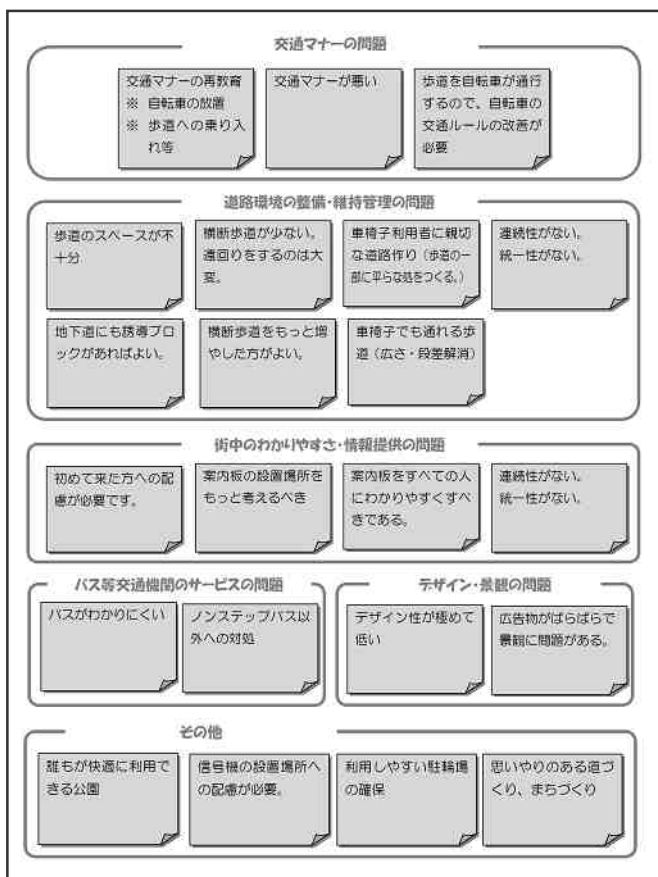 交通マナーの問題
交通マナーの再教育
※ 自転車の放置
※ 歩道への乗り入
れ等
交通マナーが悪い
歩道を自転車が通行
するので、自転車の
交通ルールの改善が
必要
道路環境の整備・維持管理の問題
歩道のスペースが不
十分
横断歩道が少ない。
遠回りをするのは大
変。
車椅子利用者に親切
な道路作り（歩道の一
部に平らな処をつくる。）
連続性がない。
統一性がない。
地下道にも誘導ブロ
ックがあればよい。
横断歩道をもっと増
やした方がよい。
車椅子でも通れる歩
道（広さ・段差解消）
街中のわかりやすさ・情報提供の問題
初めて来た方への配
慮が必要です。
案内板の設置場所を
もっと考えるべき
案内板をすべての人
にわかりやすくすべ
きである。
連続性がない。
統一性がない。
バス等交通機関のサービスの問題
バスがわかりにくい
ノンステップバス以
外への対処
デザイン・景観の問題
デザイン性が極めて
低い
広告物がばらばらで
景観に問題がある。
その他
誰もが快適に利用で
きる公園
信号機の設置場所へ
の配慮が必要。
利用しやすい駐輪場
の確保
思いやりのある道づ
くり、まちづくり